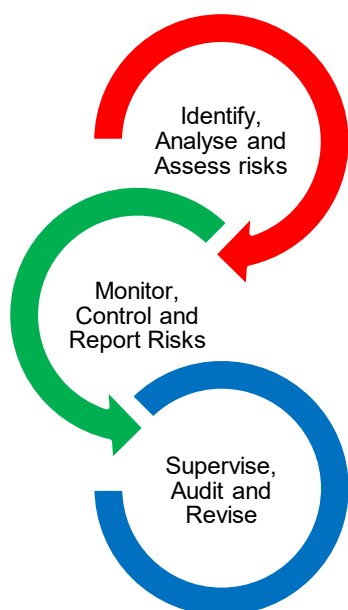 Identify,
Analyse and
Assess risks
Monitor,
Control and
Report Risks
Supervise,
Audit and
Revise